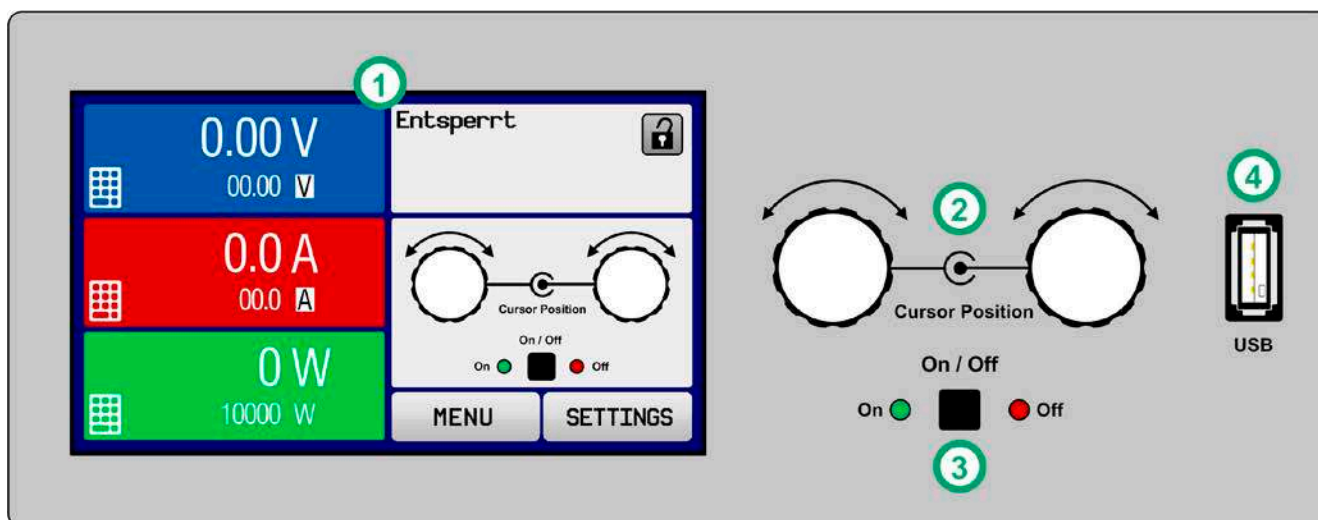 1
0.00 V
00.00 V
0.0 A
00.0 A
0 W
10000 W
Entsperrt
Cursor Position
On / Off
On Off
MENU SETTINGS
2
Cursor Position
On / Off
On Off
3
4
USB